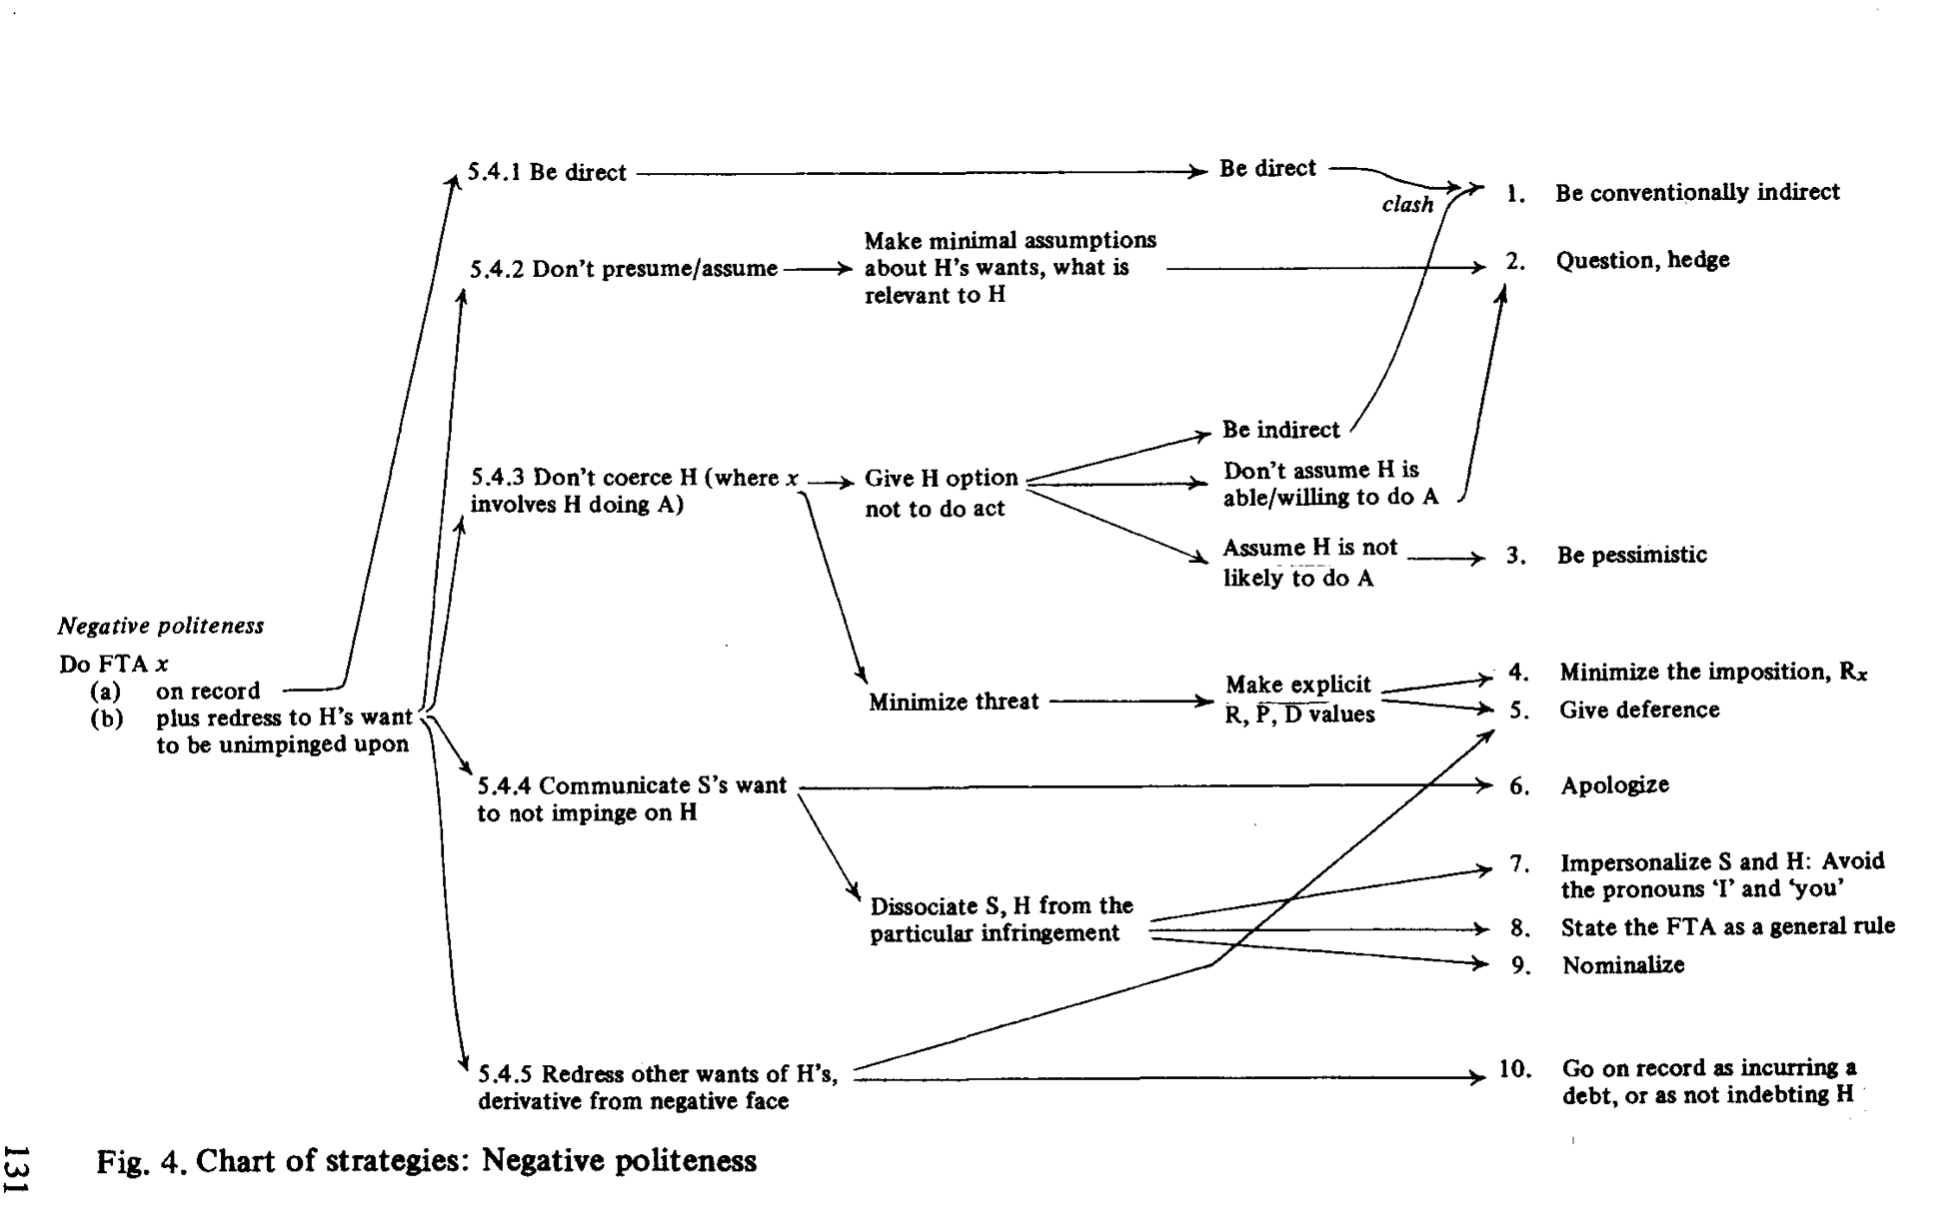 5.4.1 Be direct
Be direct
clash
1. Be conventionally indirect
5.4.2 Don't presume/assume
Make minimal assumptions
about H's wants, what is
relevant to H
2. Question, hedge
5.4.3 Don't coerce H (where x
involves H doing A)
Give H option
not to do act
Be indirect
Don't assume H is
able/willing to do A
Assume H is not
likely to do A
3. Be pessimistic
Negative politeness
Do FTA x
(a) on record
(b) plus redress to H's want
to be unimpinged upon
Minimize threat
Make explicit
R, P, D values
4. Minimize the imposition, Rx
5. Give deference
5.4.4 Communicate S's want
to not impinge on H
6. Apologize
Dissociate S, H from the
particular infringement
7. Impersonalize S and H: Avoid
the pronouns 'I' and 'you'
8. State the FTA as a general rule
9. Nominalize
5.4.5 Redress other wants of H's,
derivative from negative face
10. Go on record as incurring a
debt, or as not indebting H
Fig. 4. Chart of strategies: Negative politeness
131